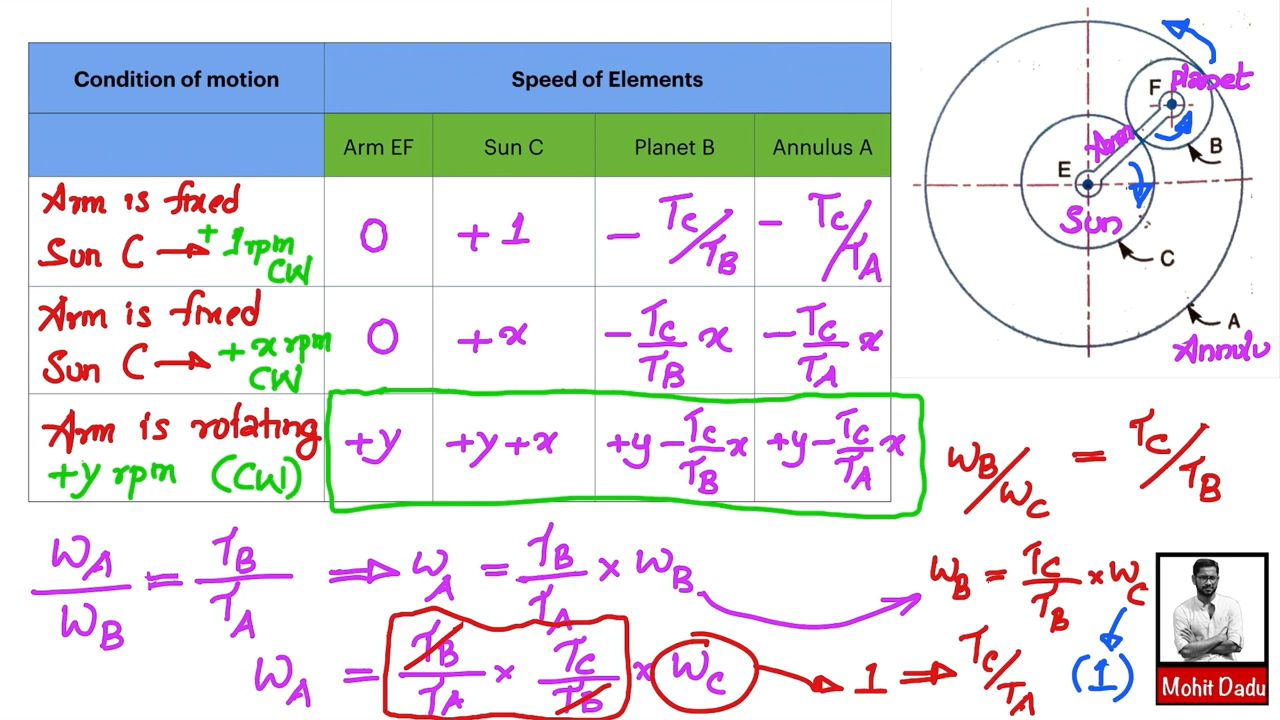 Condition of motion Speed of Elements
Arm EF Sun C Planet B Annulus A
Arm is fixed
Sun C → +1 rpm CW
0 +1 -TC/TB -TC/TA
Arm is fixed
Sun C → +x rpm CW
0 +x -TC/TB x -TC/TA x
Arm is rotating
+y rpm (CW)
+y +y+x +y-TC/TB x +y-TC/TA x
Planet
F
Arm
B
E
Sun
C
A
Annulu
ωB/ωC = TC/TB
ωA/ωB = TB/TA ⟹ ωA = TB/TA × ωB
ωB = TC/TB × ωC
(1)
ωA = TB/TA × TC/TB × ωC → 1 ⟹ TC/TA
Mohit Dadu